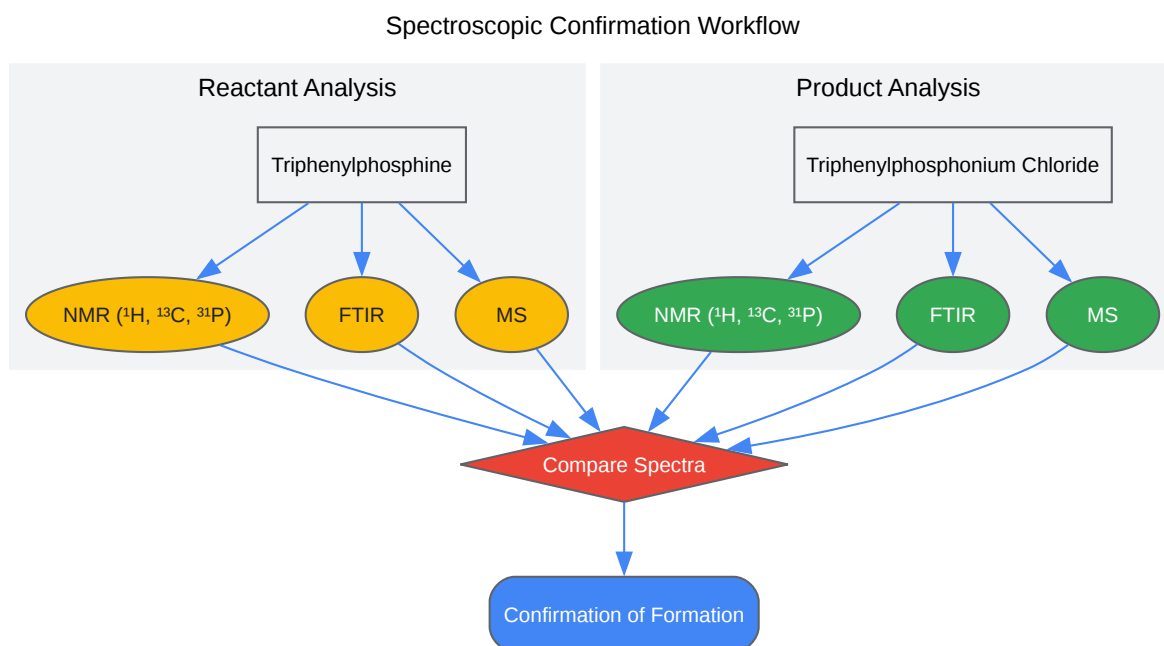 Spectroscopic Confirmation Workflow
Reactant Analysis
Product Analysis
Triphenylphosphine
Triphenylphosphonium Chloride
NMR (¹H, ¹³C, ³¹P)
FTIR
MS
NMR (¹H, ¹³C, ³¹P)
FTIR
MS
Compare Spectra
Confirmation of Formation